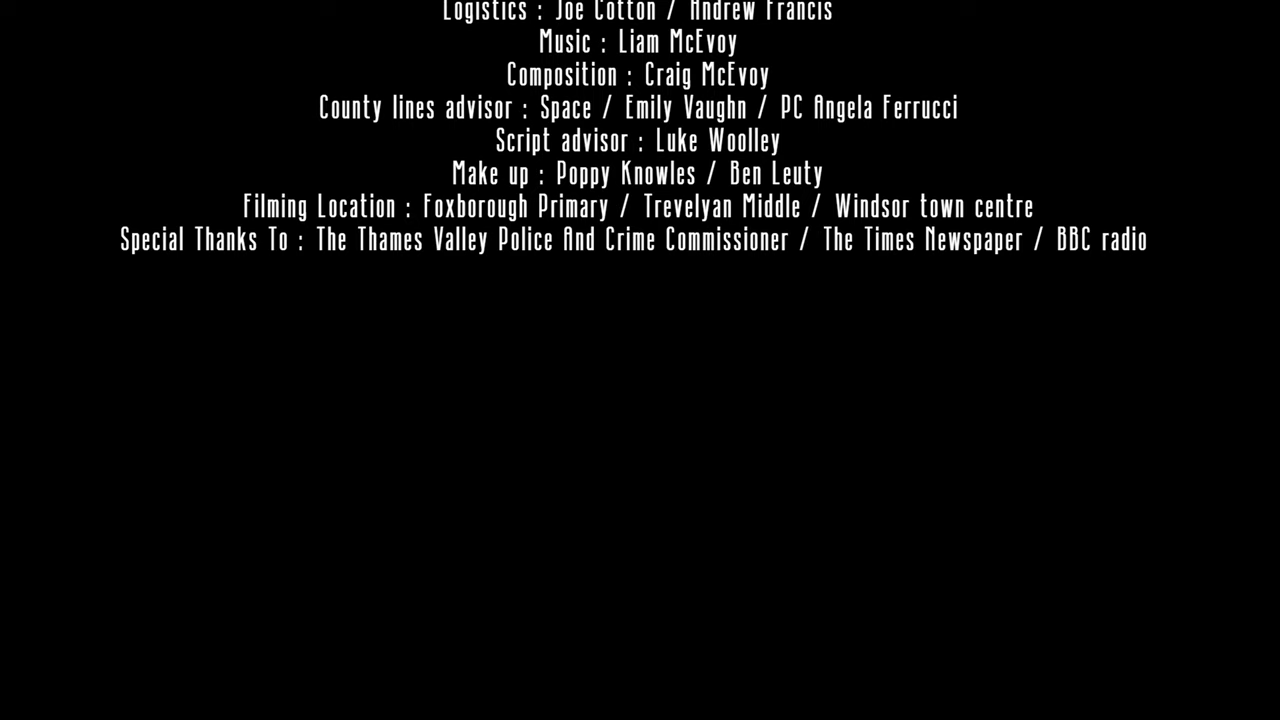 Logistics : Joe Cotton / Andrew Francis
Music : Liam McEvoy
Composition : Craig McEvoy
County lines advisor : Space / Emily Vaughn / PC Angela Ferrucci
Script advisor : Luke Woolley
Make up : Poppy Knowles / Ben Leuty
Filming Location : Foxborough Primary / Trevelyan Middle / Windsor town centre
Special Thanks To : The Thames Valley Police And Crime Commissioner / The Times Newspaper / BBC radio